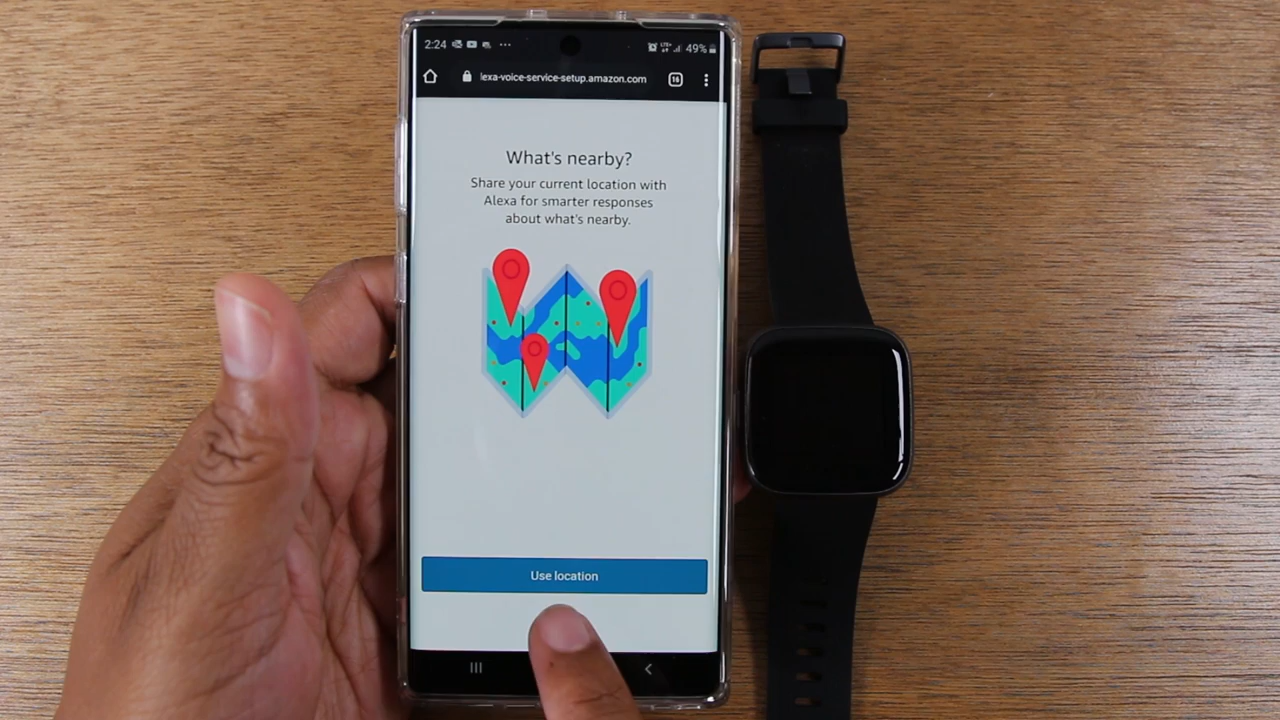 2:24 49%
lexa-voice-service-setup.amazon.com 16
What's nearby?
Share your current location with
Alexa for smarter responses
about what's nearby.
Use location